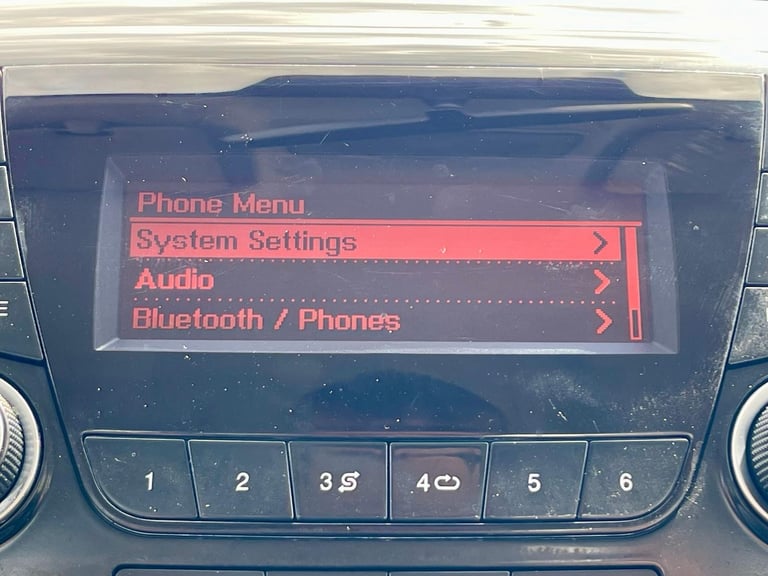 Phone Menu
System Settings
Audio
Bluetooth / Phones
1 2 3 4 5 6